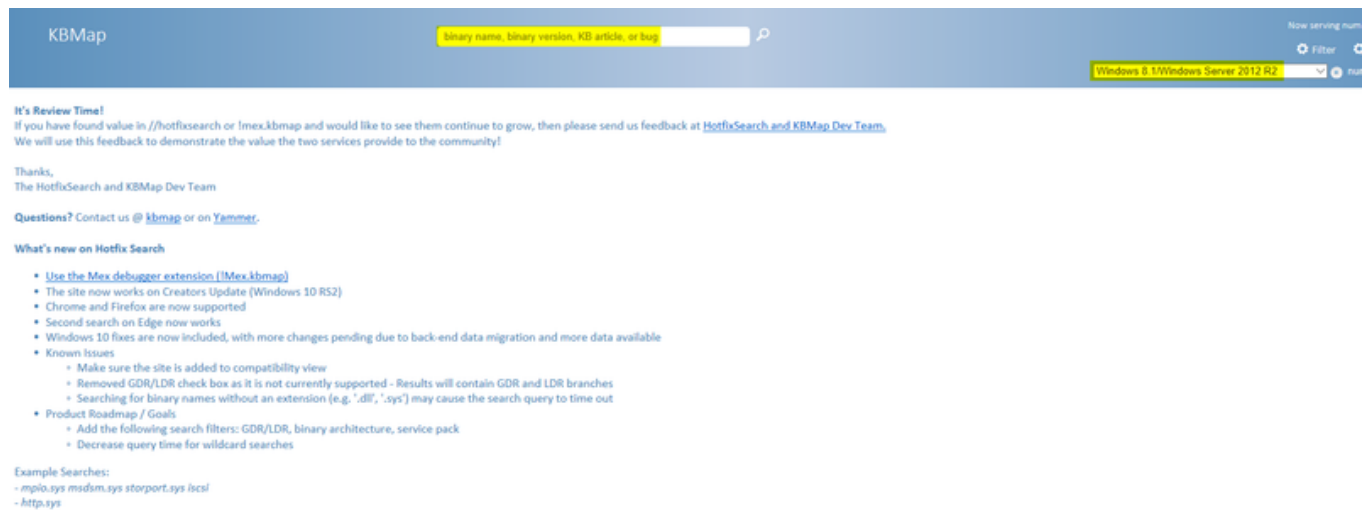 KBMap
binary name, binary version, KB article, or bug
Now serving num
Filter
Windows 8.1/Windows Server 2012 R2
It's Review Time!
If you have found value in //hotfixsearch or !mex.kbmap and would like to see them continue to grow, then please send us feedback at HotfixSearch and KBMap Dev Team.
We will use this feedback to demonstrate the value the two services provide to the community!
Thanks,
The HotfixSearch and KBMap Dev Team
Questions? Contact us @ kbmap or on Yammer.
What's new on Hotfix Search
• Use the Mex debugger extension (!Mex.kbmap)
• The site now works on Creators Update (Windows 10 RS2)
• Chrome and Firefox are now supported
• Second search on Edge now works
• Windows 10 fixes are now included, with more changes pending due to back-end data migration and more data available
• Known Issues
◦ Make sure the site is added to compatibility view
◦ Removed GDR/LDR check box as it is not currently supported - Results will contain GDR and LDR branches
◦ Searching for binary names without an extension (e.g. '.dll', '.sys') may cause the search query to time out
• Product Roadmap / Goals
◦ Add the following search filters: GDR/LDR, binary architecture, service pack
◦ Decrease query time for wildcard searches
Example Searches:
- mpio.sys msdsm.sys storport.sys iscsi
- http.sys